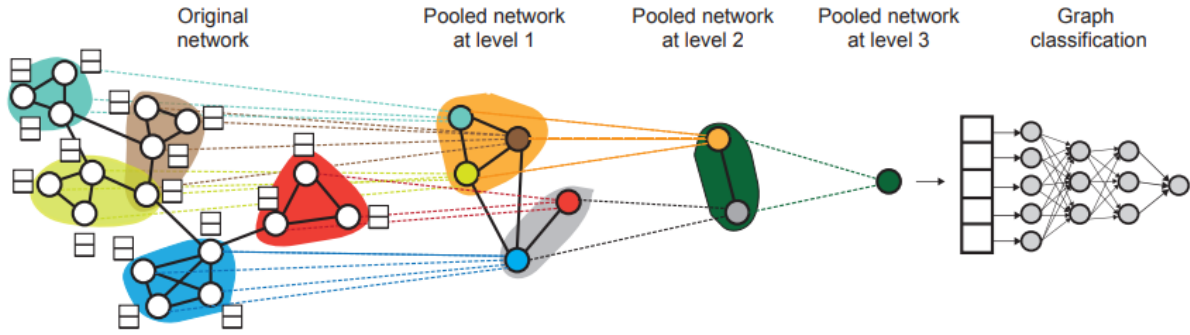 Original
network
Pooled network
at level 1
Pooled network
at level 2
Pooled network
at level 3
Graph
classification